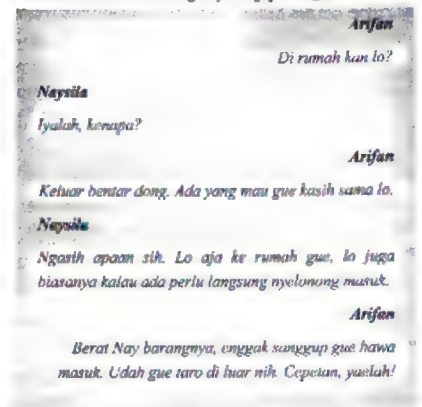 Arifan
Di rumah kan lo?
Naysila
Iyalah, kenapa?
Arifan
Keluar bentar dong. Ada yang mau gue kasih sama lo.
Naysila
Ngasih apaan sih. Lo aja ke rumah gue, lo juga
biasanya kalau ada perlu langsung nyelonong masuk.
Arifan
Berat Nay barangnya, enggak sanggup gue bawa
masuk. Udah gue taro di luar nih. Cepetan, yaelah!